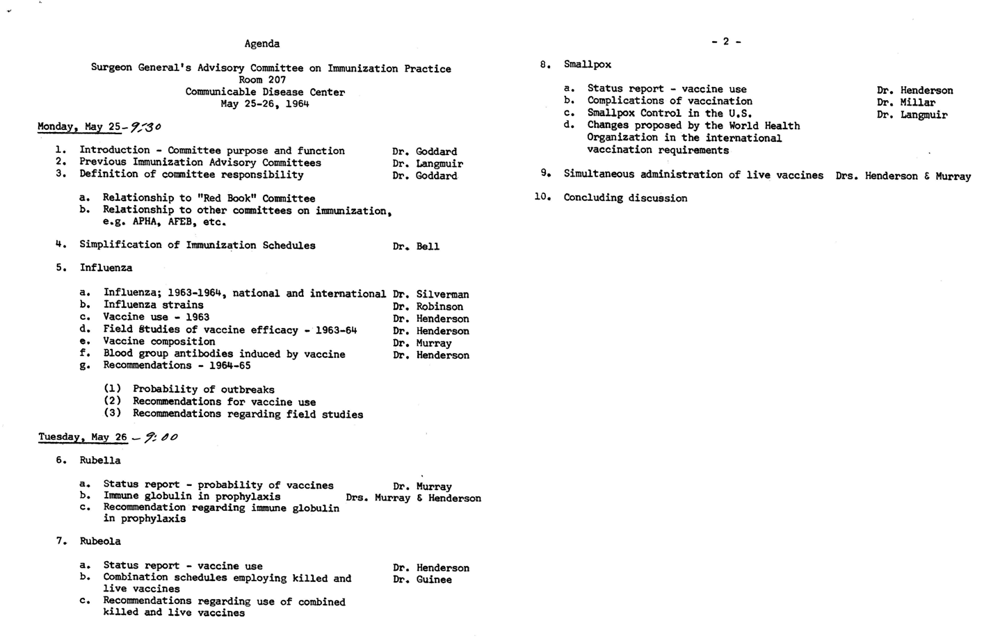 Agenda
Surgeon General's Advisory Committee on Immunization Practice
Room 207
Communicable Disease Center
May 25-26, 1964
Monday, May 25 - 9:30
1. Introduction - Committee purpose and function Dr. Goddard
2. Previous Immunization Advisory Committees Dr. Langmuir
3. Definition of committee responsibility Dr. Goddard
a. Relationship to "Red Book" Committee
b. Relationship to other committees on immunization,
e.g. APHA, AFEB, etc.
4. Simplification of Immunization Schedules Dr. Bell
5. Influenza
a. Influenza; 1963-1964, national and international Dr. Silverman
b. Influenza strains Dr. Robinson
c. Vaccine use - 1963 Dr. Henderson
d. Field Studies of vaccine efficacy - 1963-64 Dr. Henderson
e. Vaccine composition Dr. Murray
f. Blood group antibodies induced by vaccine Dr. Henderson
g. Recommendations - 1964-65
(1) Probability of outbreaks
(2) Recommendations for vaccine use
(3) Recommendations regarding field studies
Tuesday, May 26 - 9:00
6. Rubella
a. Status report - probability of vaccines Dr. Murray
b. Immune globulin in prophylaxis Drs. Murray & Henderson
c. Recommendation regarding immune globulin
in prophylaxis
7. Rubeola
a. Status report - vaccine use Dr. Henderson
b. Combination schedules employing killed and Dr. Guinee
live vaccines
c. Recommendations regarding use of combined
killed and live vaccines
- 2 -
8. Smallpox
a. Status report - vaccine use Dr. Henderson
b. Complications of vaccination Dr. Millar
c. Smallpox Control in the U.S. Dr. Langmuir
d. Changes proposed by the World Health
Organization in the international
vaccination requirements
9. Simultaneous administration of live vaccines Drs. Henderson & Murray
10. Concluding discussion